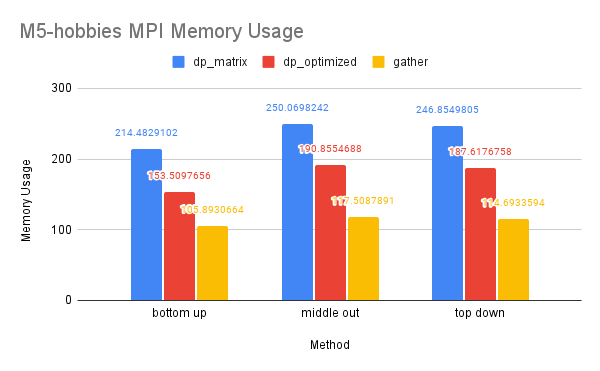 M5-hobbies MPI Memory Usage
dp_matrix dp_optimized gather
300
200
100
0
Memory Usage
214.4829102
153.5097656
105.8930664
250.0698242
190.8554688
117.5087891
246.8549805
187.6176758
114.6933594
bottom up middle out top down
Method